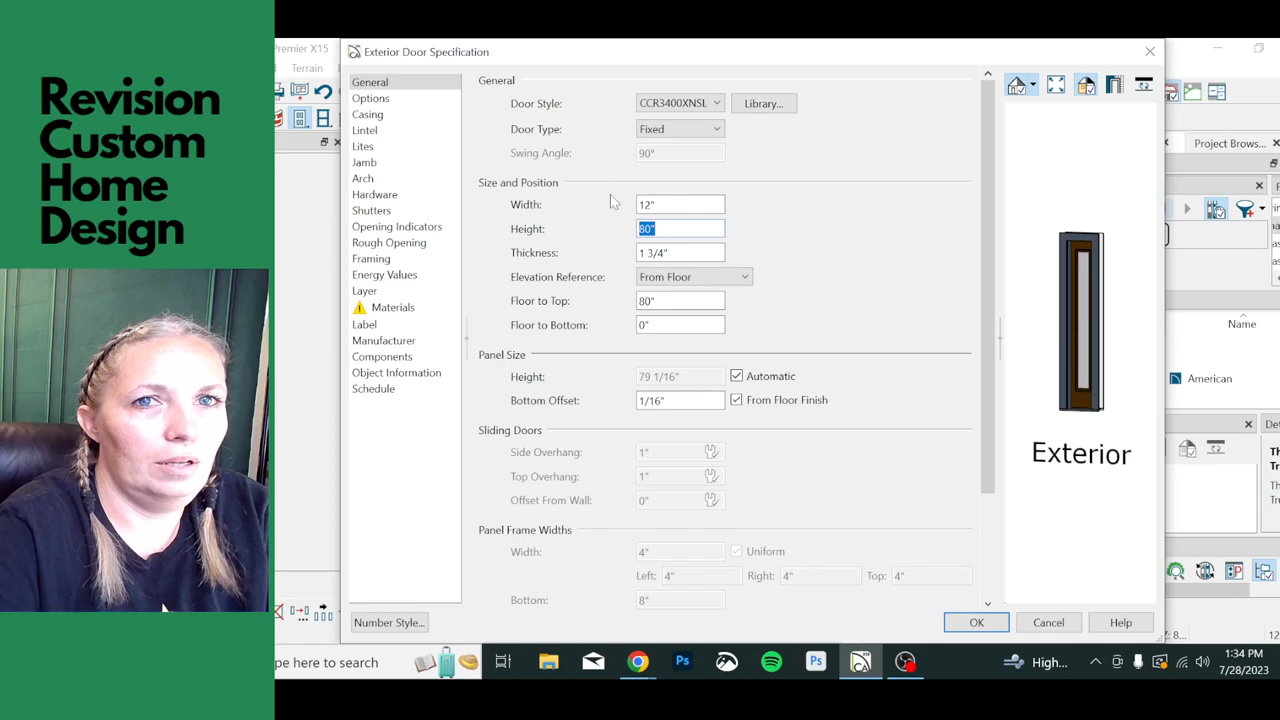 Revision
Custom
Home
Design
Premier X15
Terrain
Exterior Door Specification
General
Options
Casing
Lintel
Lites
Jamb
Arch
Hardware
Shutters
Opening Indicators
Rough Opening
Framing
Energy Values
Layer
Materials
Label
Manufacturer
Components
Object Information
Schedule
Number Style...
General
Door Style: CCR3400XNSL Library...
Door Type: Fixed
Swing Angle: 90°
Size and Position
Width: 12"
Height: 80"
Thickness: 1 3/4"
Elevation Reference: From Floor
Floor to Top: 80"
Floor to Bottom: 0"
Panel Size
Height: 79 1/16" Automatic
Bottom Offset: 1/16" From Floor Finish
Sliding Doors
Side Overhang: 1"
Top Overhang: 1"
Offset From Wall: 0"
Panel Frame Widths
Width: 4" Uniform
Left: 4" Right: 4" Top: 4"
Bottom: 8"
OK Cancel Help
Exterior
Project Brows...
Name
American
Det
pe here to search
High...
1:34 PM
7/28/2023